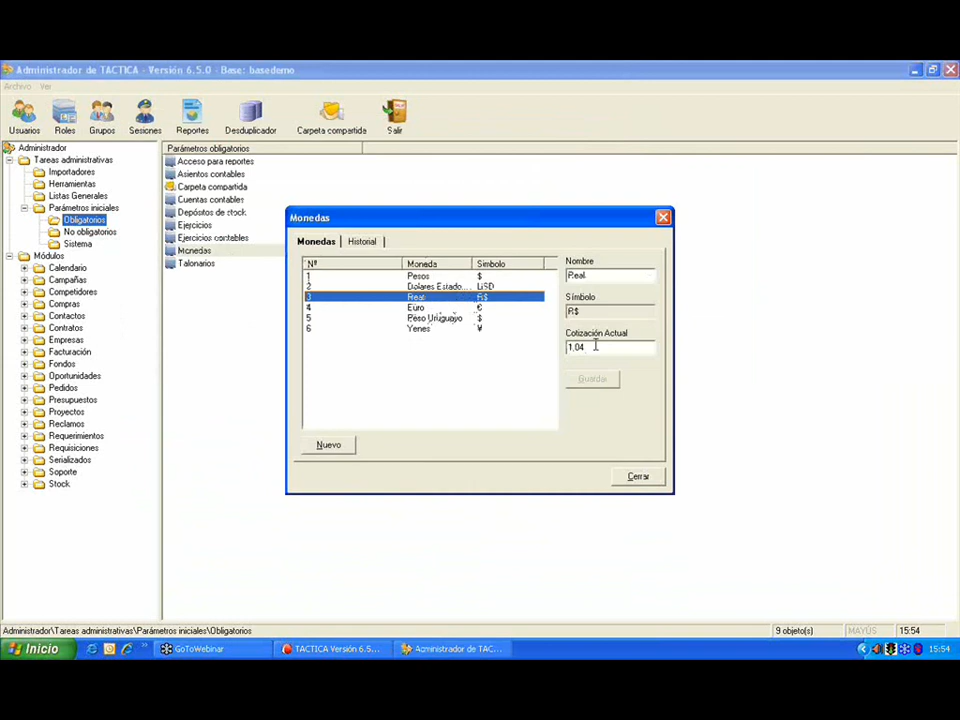 Administrador de TACTICA - Versión 6.5.0 - Base: basedemo
Archivo Ver
Usuarios Roles Grupos Sesiones Reportes Desduplicador Carpeta compartida Salir
Administrador
Tareas administrativas
Importadores
Herramientas
Listas Generales
Parámetros iniciales
Obligatorios
No obligatorios
Sistema
Módulos
Calendario
Campañas
Competidores
Compras
Contactos
Contratos
Empresas
Facturación
Fondos
Oportunidades
Pedidos
Presupuestos
Proyectos
Reclamos
Requerimientos
Requisiciones
Serializados
Soporte
Stock
Parámetros obligatorios
Acceso para reportes
Asientos contables
Carpeta compartida
Cuentas contables
Depósitos de stock
Ejercicios
Ejercicios contables
Monedas
Talonarios
Monedas
Monedas Historial
Nº Moneda Símbolo
1 Pesos $
2 Dolares Estado... USD
3 Real R$
4 Euro €
5 Peso Uruguayo $
6 Yenes ¥
Nombre
Real
Símbolo
R$
Cotización Actual
1,04
Guardar
Nuevo
Cerrar
Administrador\Tareas administrativas\Parámetros iniciales\Obligatorios 9 objeto(s) MAYÚS 15:54
Inicio GoToWebinar TACTICA Versión 6.5... Administrador de TAC... 15:54